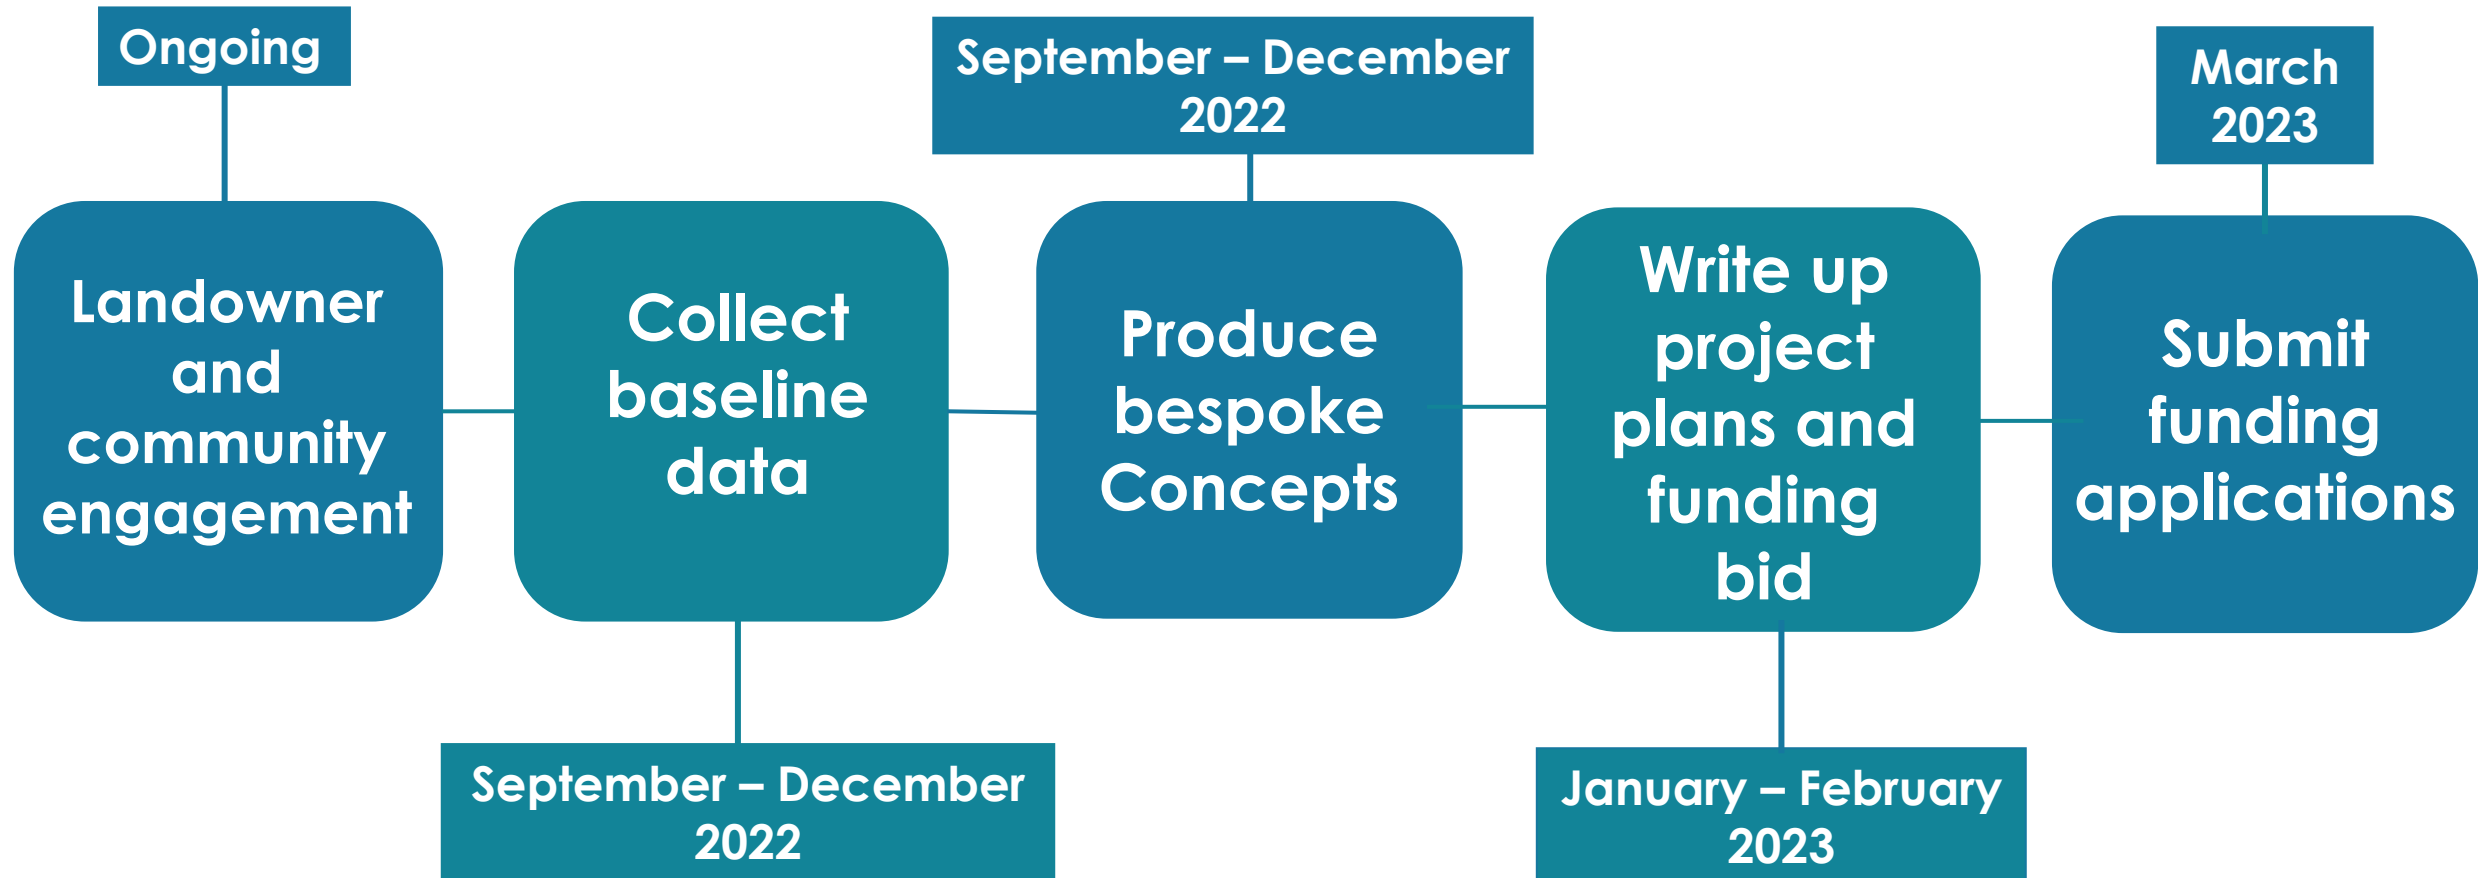 Ongoing
September – December
2022
March
2023
Landowner
and
community
engagement
Collect
baseline
data
Produce
bespoke
Concepts
Write up
project
plans and
funding
bid
Submit
funding
applications
September – December
2022
January – February
2023